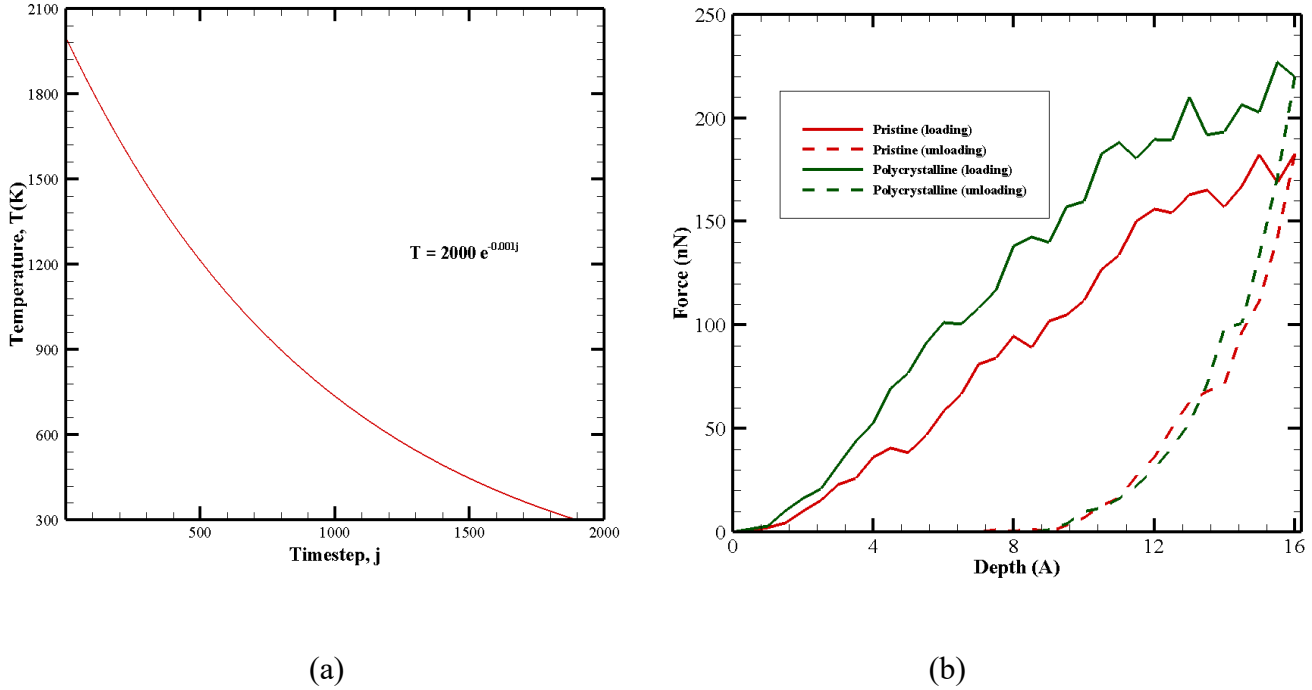 2100
1800
1500
1200
900
600
300
Temperature, T(K)
T = 2000 e-0.001j
500
1000
1500
2000
Timestep, j
(a)
250
200
150
100
50
0
Force (nN)
Pristine (loading)
Pristine (unloading)
Polycrystalline (loading)
Polycrystalline (unloading)
0
4
8
12
16
Depth (A)
(b)